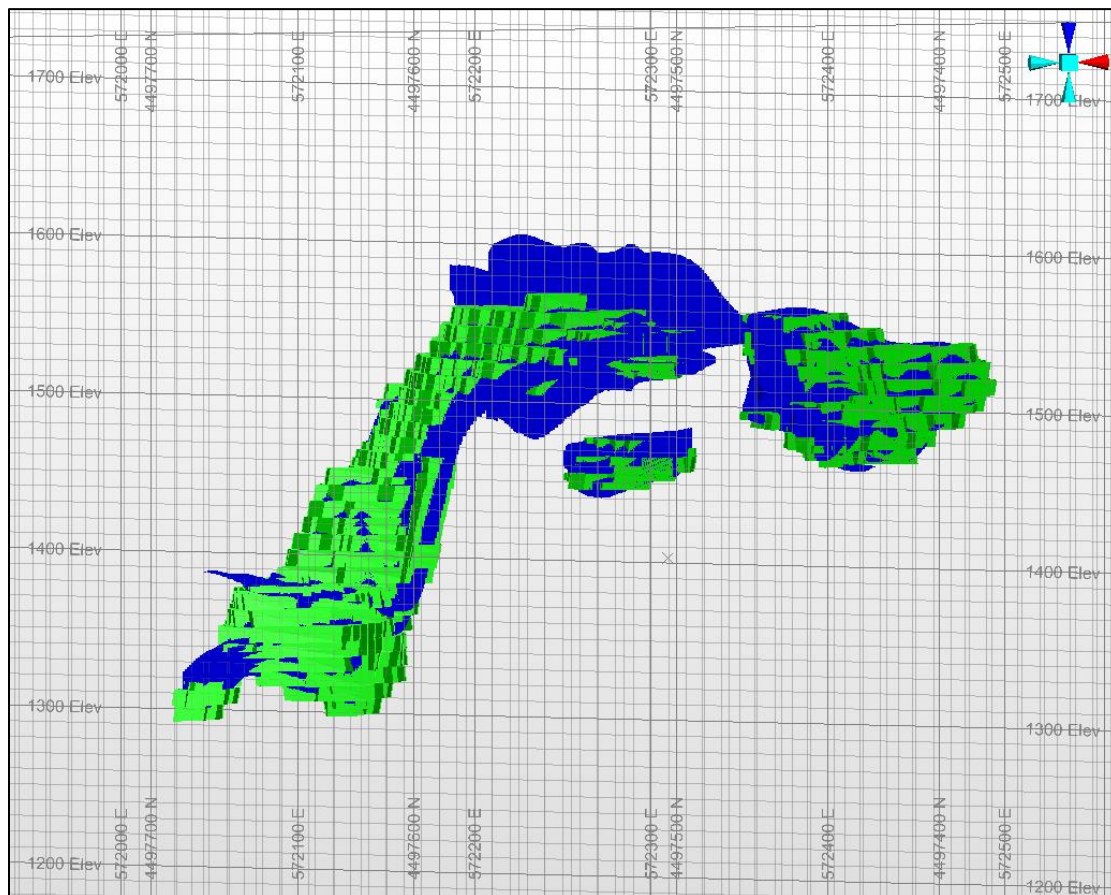 572000 E
4497700 N
572100 E
4497600 N
572200 E
572300 E
4497500 N
572400 E
4497400 N
572500 E
1700 Elev
1700 Elev
1600 Elev
1600 Elev
1500 Elev
1500 Elev
1400 Elev
1400 Elev
1300 Elev
1300 Elev
1200 Elev
1200 Elev
572000 E
4497700 N
572100 E
4497600 N
572200 E
572300 E
4497500 N
572400 E
4497400 N
572500 E